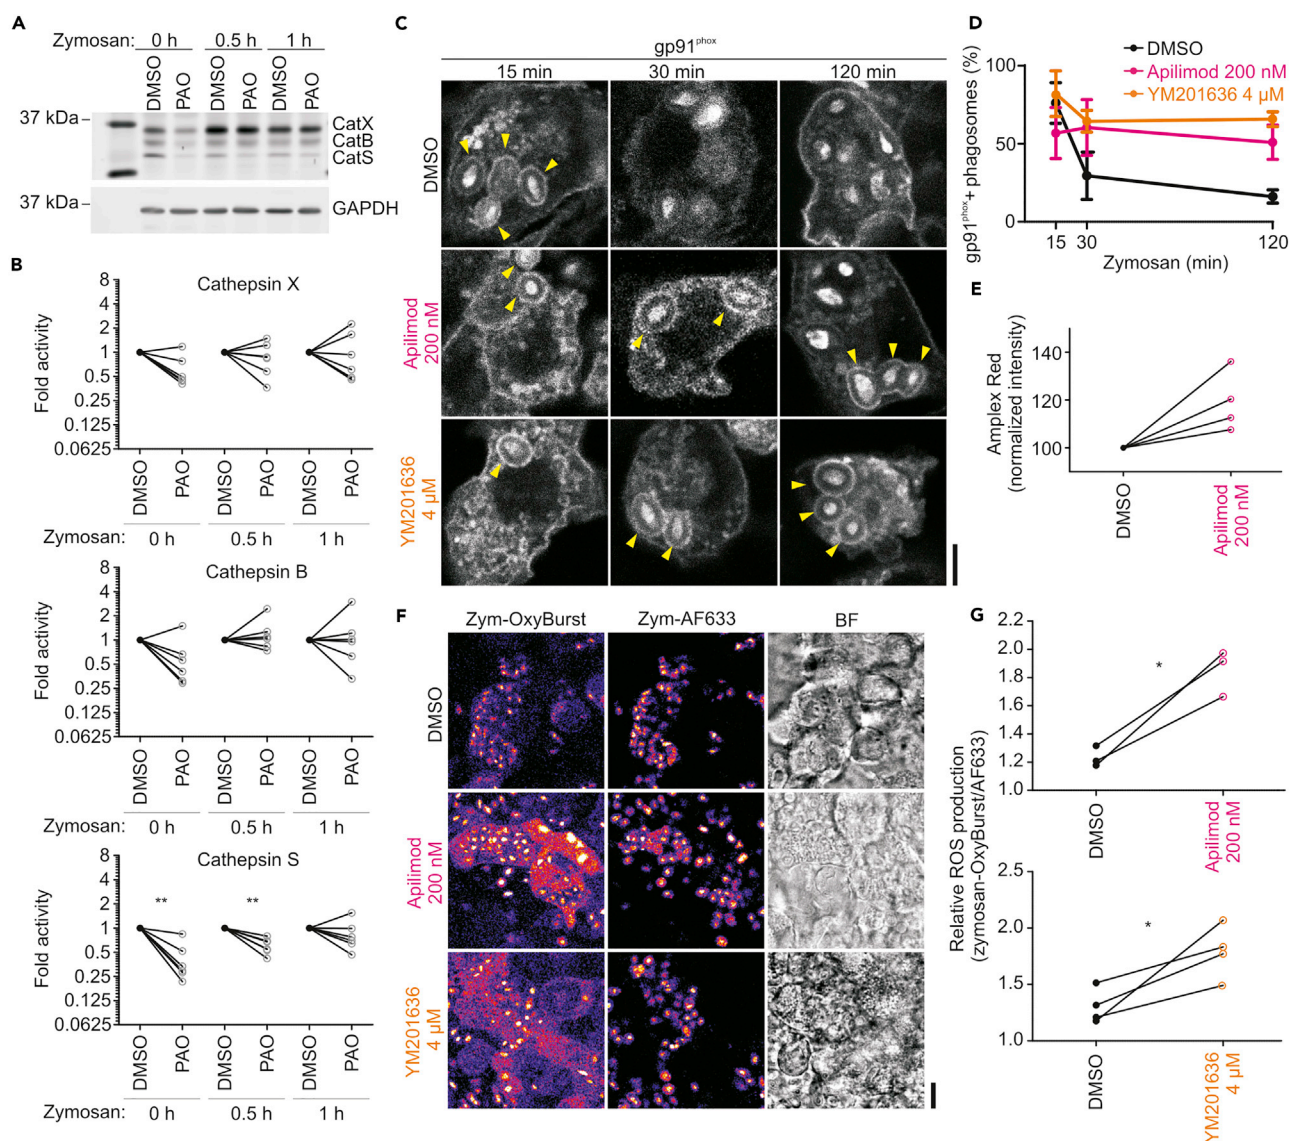 A
Zymosan: 0 h 0.5 h 1 h
DMSO PAO DMSO PAO DMSO PAO
37 kDa
CatX
CatB
CatS
37 kDa
GAPDH
B
Cathepsin X
Fold activity
8
4
2
1
0.5
0.25
0.125
0.0625
DMSO PAO DMSO PAO DMSO PAO
Zymosan: 0 h 0.5 h 1 h
Cathepsin B
Fold activity
8
4
2
1
0.5
0.25
0.125
0.0625
DMSO PAO DMSO PAO DMSO PAO
Zymosan: 0 h 0.5 h 1 h
Cathepsin S
Fold activity
8
4
2
1
0.5
0.25
0.125
0.0625
** **
DMSO PAO DMSO PAO DMSO PAO
Zymosan: 0 h 0.5 h 1 h
C
gp91phox
15 min 30 min 120 min
DMSO
Apilimod
200 nM
YM201636
4 µM
D
DMSO
Apilimod 200 nM
YM201636 4 µM
gp91phox+ phagosomes (%)
100
50
0
15 30 120
Zymosan (min)
E
Amplex Red
(normalized intensity)
140
120
100
DMSO
Apilimod
200 nM
F
Zym-OxyBurst Zym-AF633 BF
DMSO
Apilimod
200 nM
YM201636
4 µM
G
Relative ROS production
(zymosan-OxyBurst/AF633)
2.2
2.0
1.8
1.6
1.4
1.2
1.0
*
DMSO
Apilimod
200 nM
2.5
2.0
1.5
1.0
*
DMSO
YM201636
4 µM